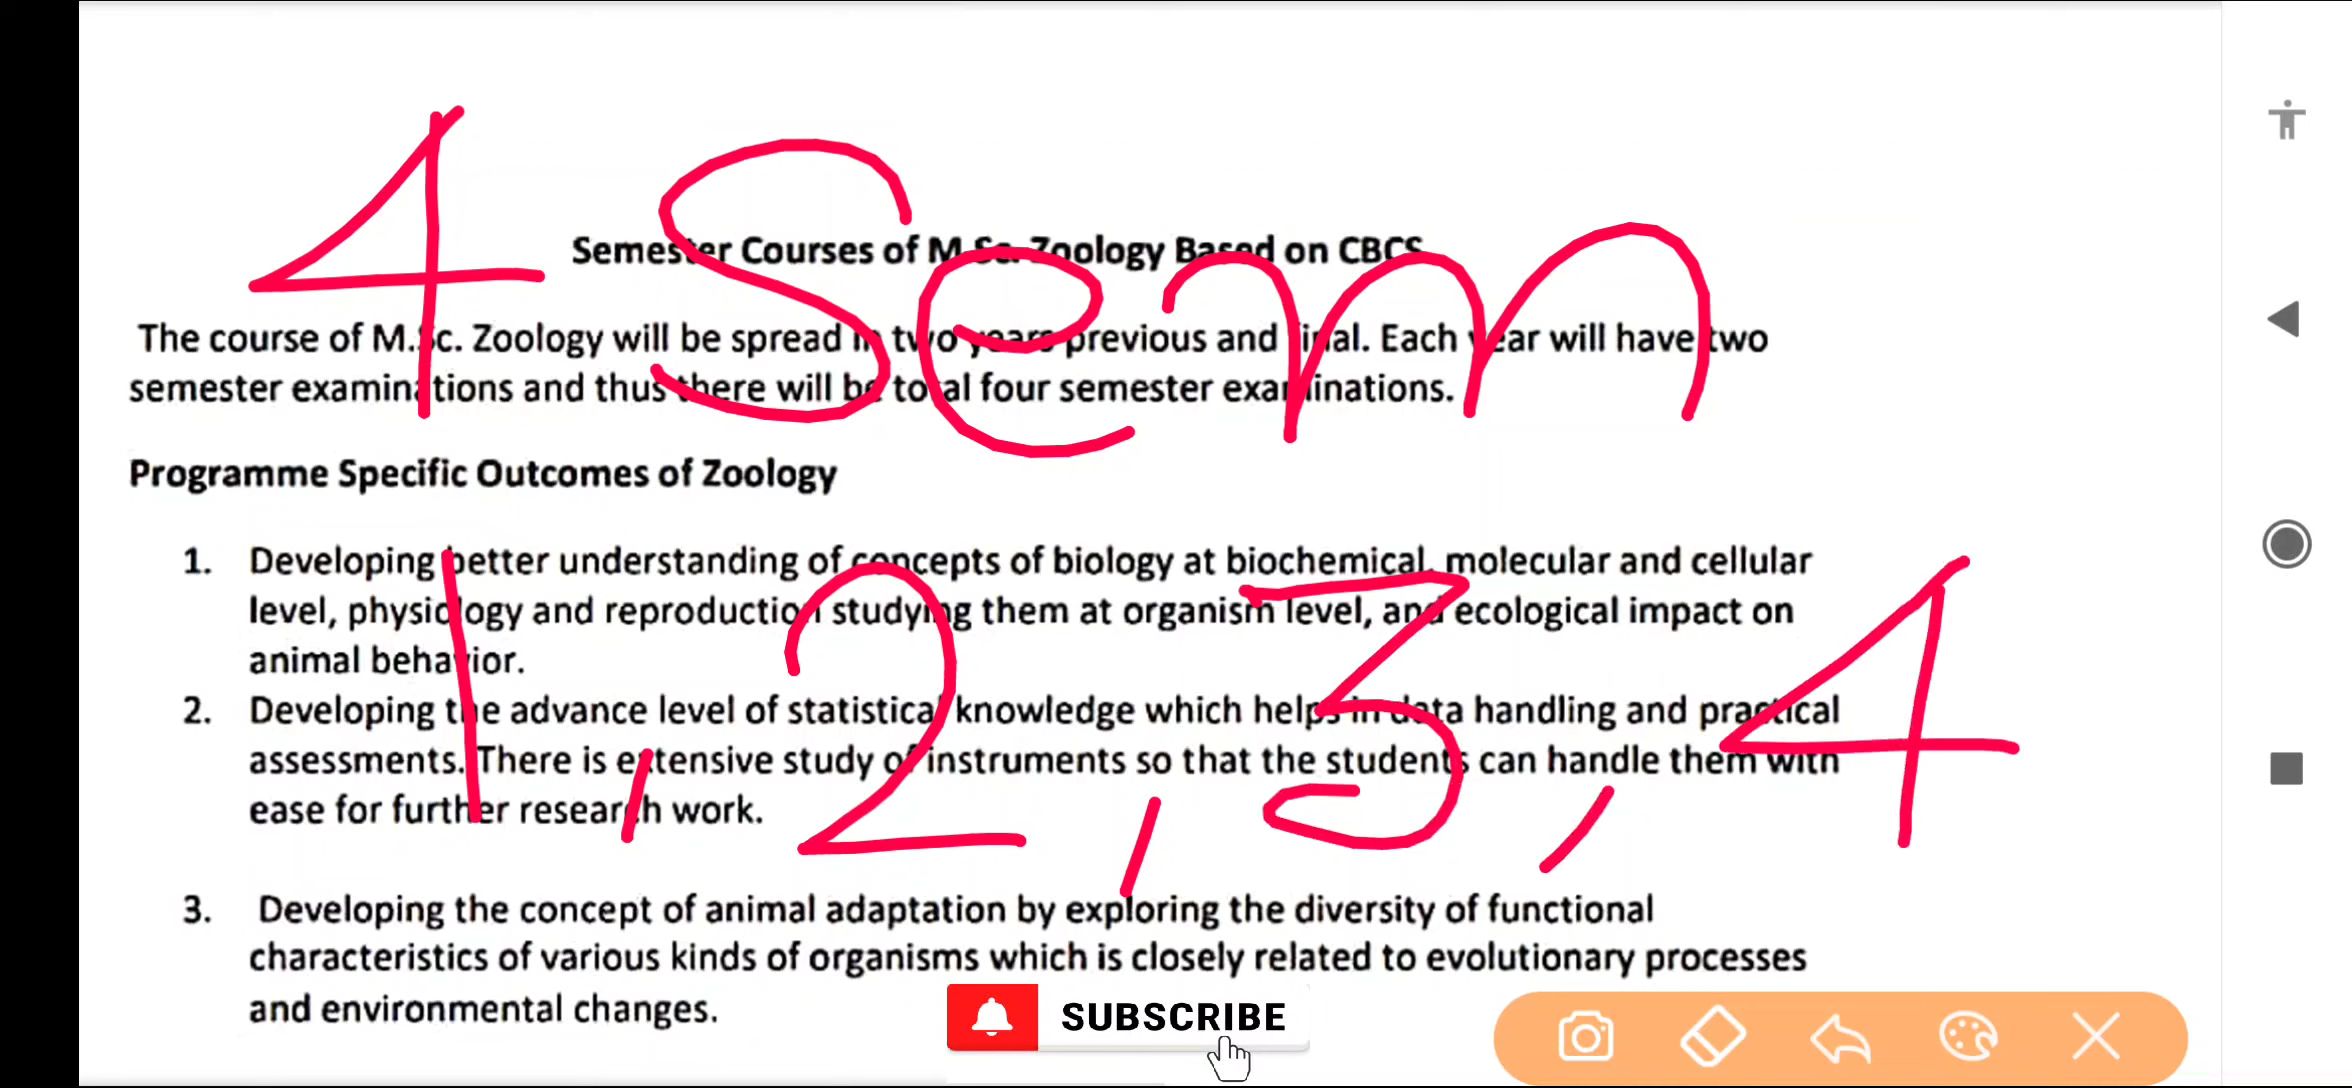 4 Sem
Semester Courses of M.Sc. Zoology Based on CBCS
The course of M.Sc. Zoology will be spread in two years previous and final. Each year will have two
semester examinations and thus there will be total four semester examinations.
Programme Specific Outcomes of Zoology
1. Developing better understanding of concepts of biology at biochemical, molecular and cellular
level, physiology and reproduction studying them at organism level, and ecological impact on
animal behavior.
2. Developing the advance level of statistical knowledge which helps in data handling and practical
assessments. There is extensive study of instruments so that the students can handle them with
ease for further research work.
1, 2, 3, 4
3. Developing the concept of animal adaptation by exploring the diversity of functional
characteristics of various kinds of organisms which is closely related to evolutionary processes
and environmental changes.
SUBSCRIBE